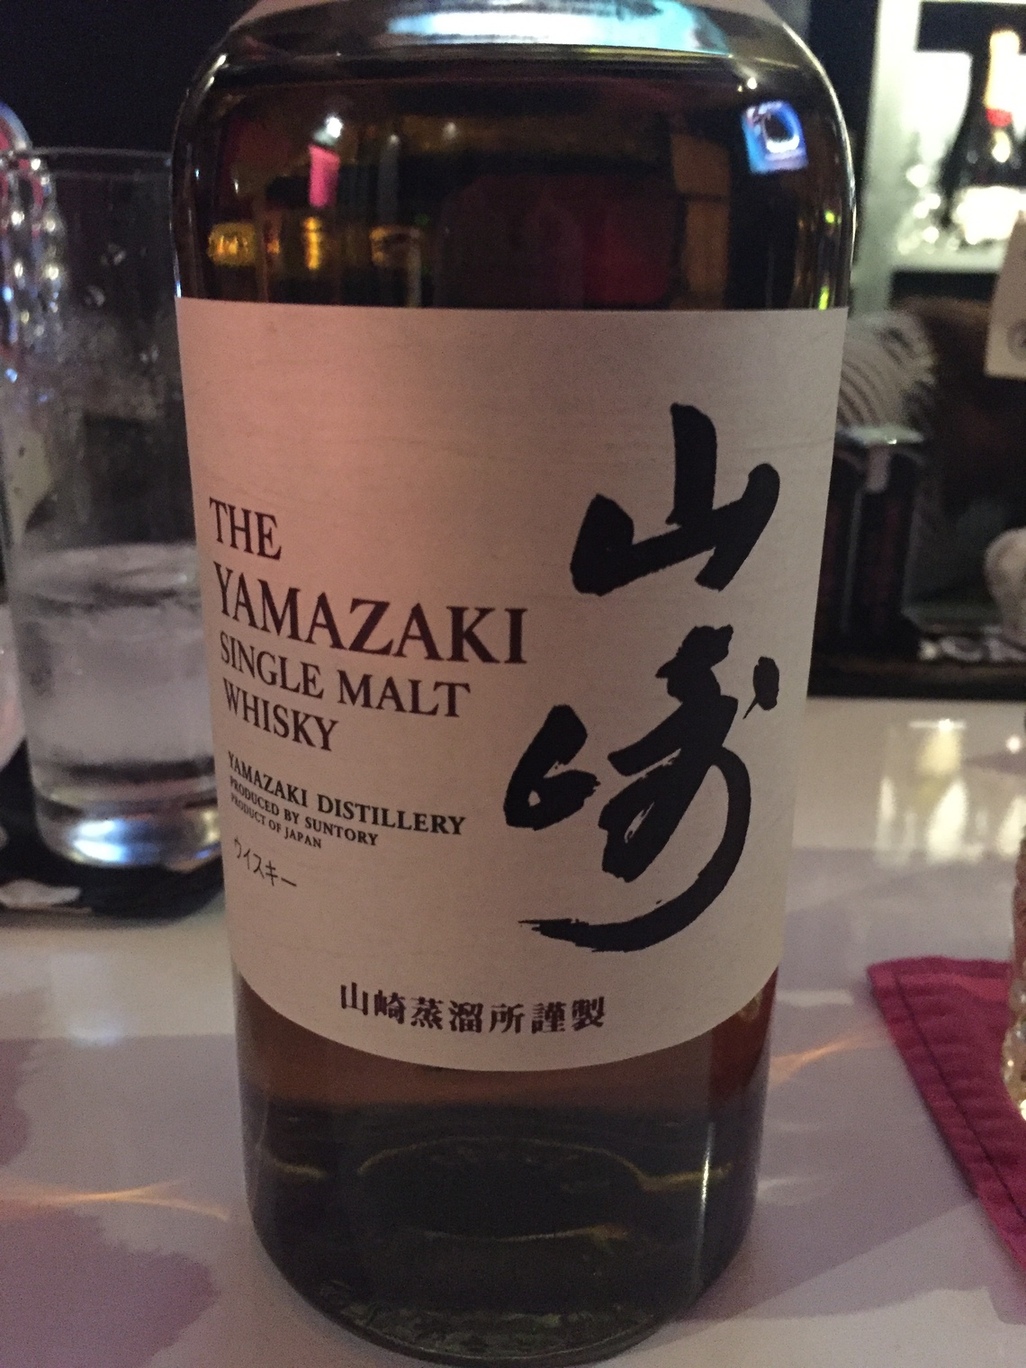 THE
YAMAZAKI
SINGLE MALT
WHISKY
YAMAZAKI DISTILLERY
PRODUCED BY SUNTORY
PRODUCT OF JAPAN
ウイスキー
山崎
山崎蒸溜所謹製